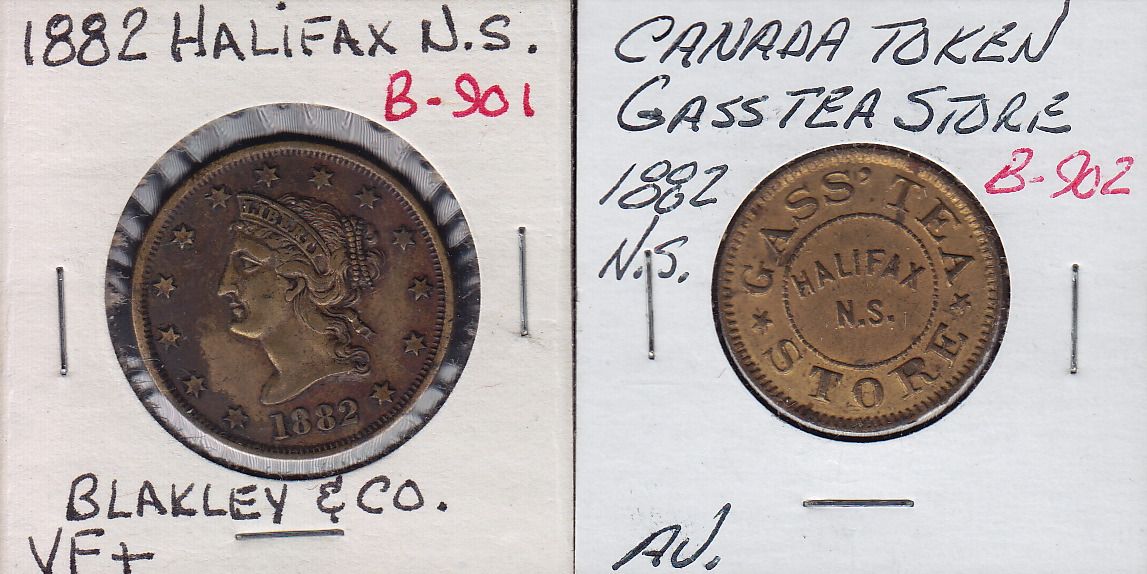 1882 HALIFAX N.S.
B-901
LIBERTY
1882
BLAKLEY & CO.
VF+
CANADA TOKEN
GASS TEA STORE
1882
B-902
N.S.
GASS' TEA
STORE
HALIFAX
N.S.
AU.